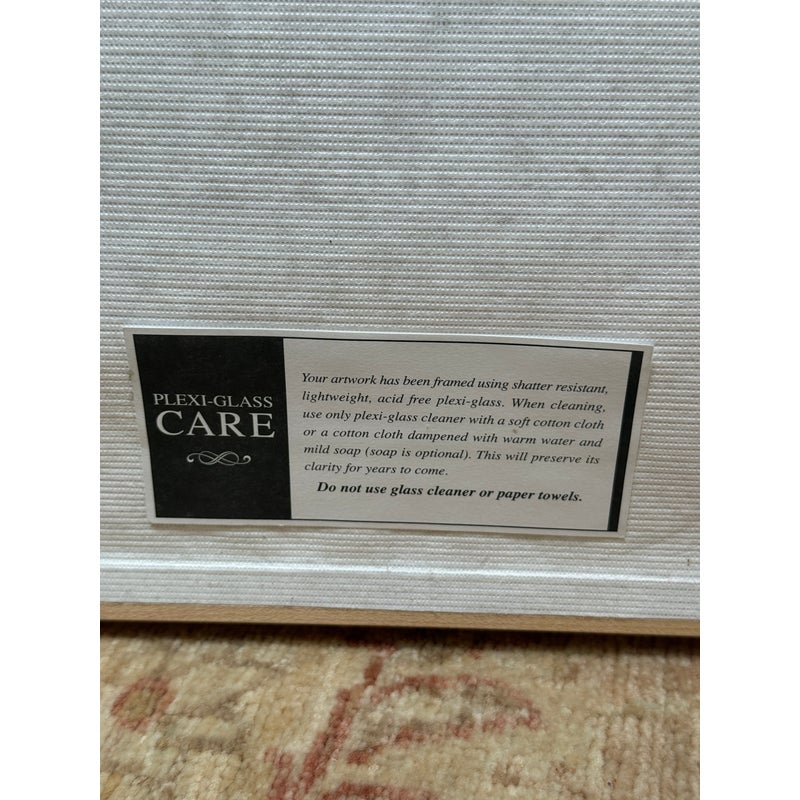 PLEXI-GLASS
CARE
Your artwork has been framed using shatter resistant,
lightweight, acid free plexi-glass. When cleaning,
use only plexi-glass cleaner with a soft cotton cloth
or a cotton cloth dampened with warm water and
mild soap (soap is optional). This will preserve its
clarity for years to come.
Do not use glass cleaner or paper towels.